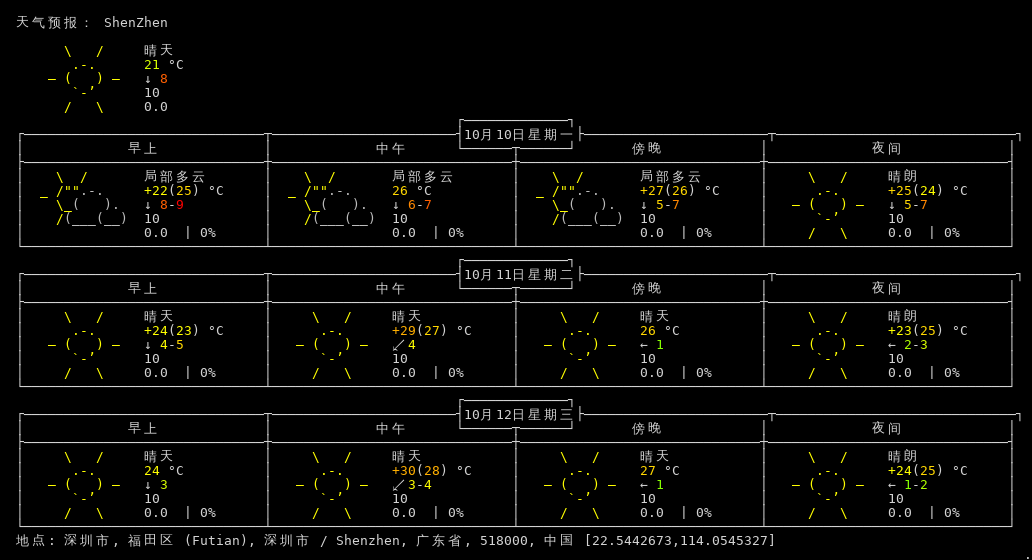 天气预报： ShenZhen
晴天
21 °C
↓ 8
10
0.0
10月10日星期一
早上 中午 傍晚 夜间
局部多云 局部多云 局部多云 晴朗
+22(25) °C 26 °C +27(26) °C +25(24) °C
↓ 8-9 ↓ 6-7 ↓ 5-7 ↓ 5-7
10 10 10 10
0.0 | 0% 0.0 | 0% 0.0 | 0% 0.0 | 0%
10月11日星期二
早上 中午 傍晚 夜间
晴天 晴天 晴天 晴朗
+24(23) °C +29(27) °C 26 °C +23(25) °C
↓ 4-5 ↙ 4 ← 1 ← 2-3
10 10 10 10
0.0 | 0% 0.0 | 0% 0.0 | 0% 0.0 | 0%
10月12日星期三
早上 中午 傍晚 夜间
晴天 晴天 晴天 晴朗
24 °C +30(28) °C 27 °C +24(25) °C
↓ 3 ↙ 3-4 ← 1 ← 1-2
10 10 10 10
0.0 | 0% 0.0 | 0% 0.0 | 0% 0.0 | 0%
地点: 深圳市, 福田区 (Futian), 深圳市 / Shenzhen, 广东省, 518000, 中国 [22.5442673,114.0545327]